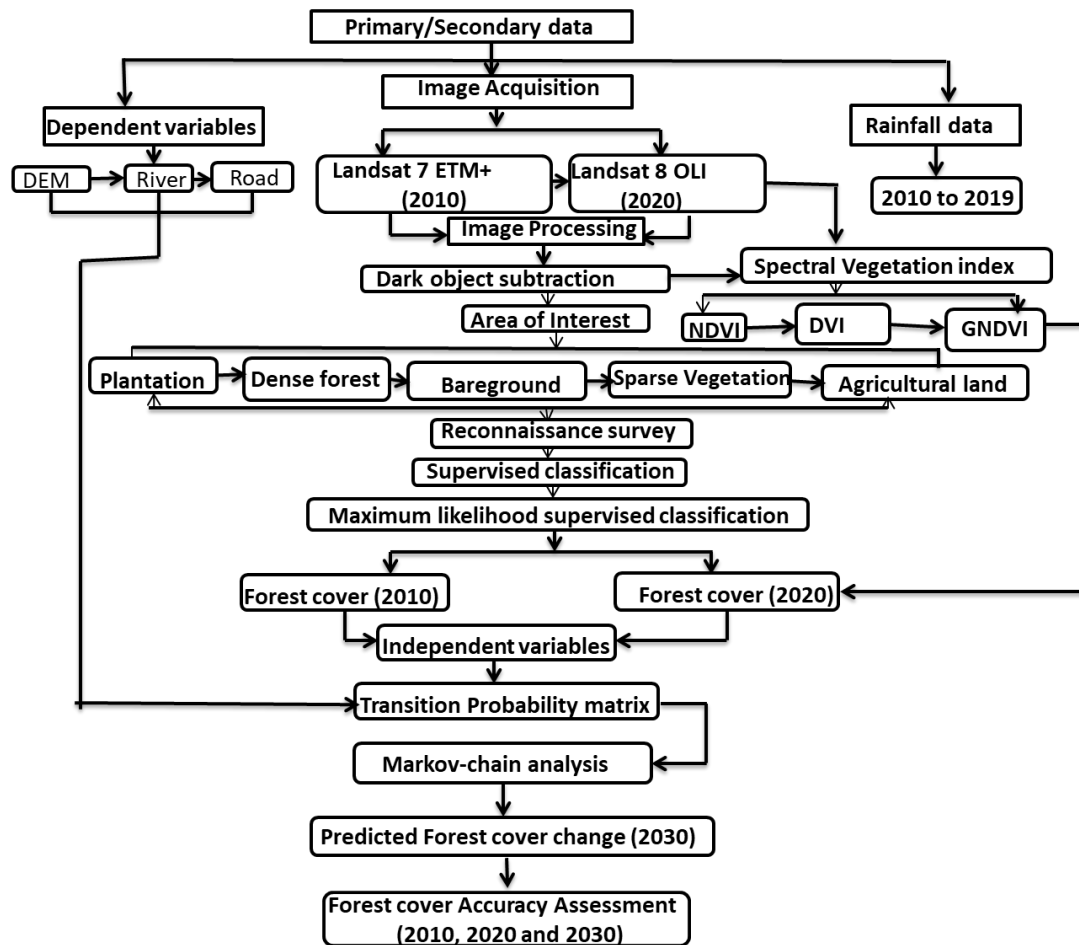 Primary/Secondary data
Image Acquisition
Dependent variables
Rainfall data
DEM
River
Road
Landsat 7 ETM+
(2010)
Landsat 8 OLI
(2020)
2010 to 2019
Image Processing
Dark object subtraction
Spectral Vegetation index
Area of Interest
NDVI
DVI
GNDVI
Plantation
Dense forest
Bareground
Sparse Vegetation
Agricultural land
Reconnaissance survey
Supervised classification
Maximum likelihood supervised classification
Forest cover (2010)
Forest cover (2020)
Independent variables
Transition Probability matrix
Markov-chain analysis
Predicted Forest cover change (2030)
Forest cover Accuracy Assessment
(2010, 2020 and 2030)